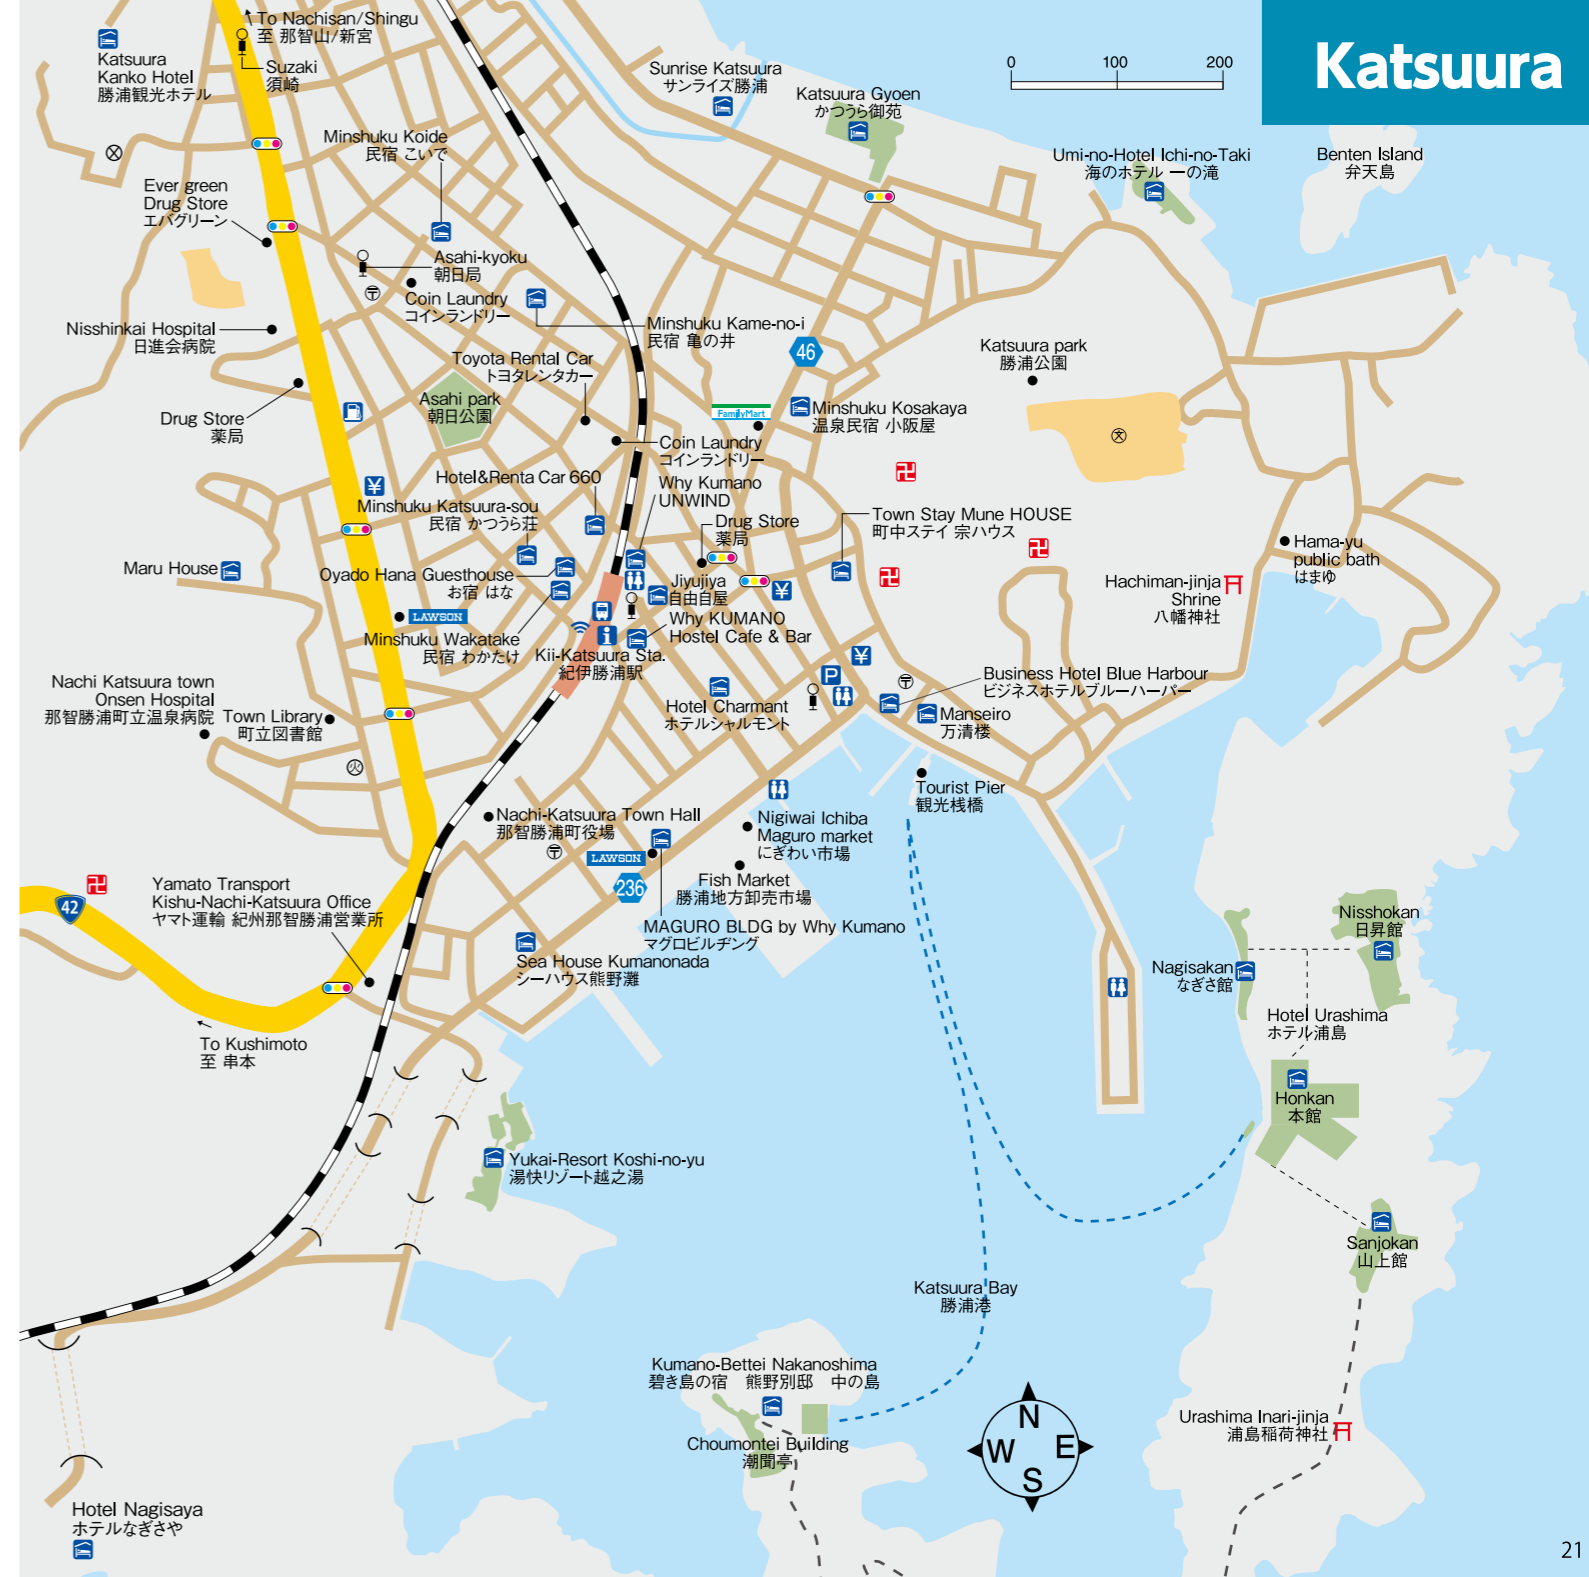 Katsuura
0 100 200
To Nachisan/Shingu
至 那智山/新宮
Suzaki
須崎
Katsuura
Kanko Hotel
勝浦観光ホテル
Sunrise Katsuura
サンライズ勝浦
Katsuura Gyoen
かつうら御苑
Umi-no-Hotel Ichi-no-Taki
海のホテル 一の滝
Benten Island
弁天島
Minshuku Koide
民宿 こいで
Ever green
Drug Store
エバグリーン
Asahi-kyoku
朝日局
Coin Laundry
コインランドリー
Nisshinkai Hospital
日進会病院
Minshuku Kame-no-i
民宿 亀の井
46
Katsuura park
勝浦公園
Toyota Rental Car
トヨタレンタカー
Asahi park
朝日公園
Drug Store
薬局
FamilyMart
Minshuku Kosakaya
温泉民宿 小阪屋
文
Coin Laundry
コインランドリー
Hotel&Renta Car 660
Why Kumano
UNWIND
Minshuku Katsuura-sou
民宿 かつうら荘
Drug Store
薬局
Town Stay Mune HOUSE
町中ステイ 宗ハウス
Hama-yu
public bath
はまゆ
Maru House
Oyado Hana Guesthouse
お宿 はな
Jiyujiya
自由自屋
Hachiman-jinja
Shrine
八幡神社
LAWSON
Why KUMANO
Hostel Cafe & Bar
Minshuku Wakatake
民宿 わかたけ
Kii-Katsuura Sta.
紀伊勝浦駅
P
Business Hotel Blue Harbour
ビジネスホテルブルーハーバー
Nachi Katsuura town
Onsen Hospital
那智勝浦町立温泉病院
Town Library
町立図書館
Hotel Charmant
ホテルシャルモント
Manseiro
万清楼
火
Tourist Pier
観光桟橋
Nachi-Katsuura Town Hall
那智勝浦町役場
Nigiwai Ichiba
Maguro market
にぎわい市場
LAWSON
236
Fish Market
勝浦地方卸売市場
42
Yamato Transport
Kishu-Nachi-Katsuura Office
ヤマト運輸 紀州那智勝浦営業所
MAGURO BLDG by Why Kumano
マグロビルヂング
Nisshokan
日昇館
Sea House Kumanonada
シーハウス熊野灘
Nagisakan
なぎさ館
Hotel Urashima
ホテル浦島
To Kushimoto
至 串本
Honkan
本館
Yukai-Resort Koshi-no-yu
湯快リゾート越之湯
Sanjokan
山上館
Katsuura Bay
勝浦港
Kumano-Bettei Nakanoshima
碧き島の宿 熊野別邸 中の島
Choumontei Building
潮聞亭
N
W E
S
Urashima Inari-jinja
浦島稲荷神社
Hotel Nagisaya
ホテルなぎさや
21